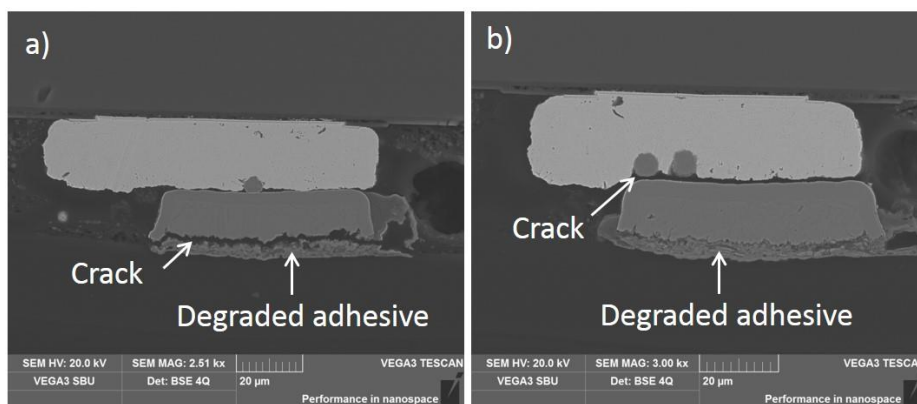 a)
Crack
Degraded adhesive
SEM HV: 20.0 kV SEM MAG: 2.51 kx VEGA3 TESCAN
VEGA3 SBU Det: BSE 4Q 20 µm
Performance in nanospace
b)
Crack
Degraded adhesive
SEM HV: 20.0 kV SEM MAG: 3.00 kx VEGA3 TESCAN
VEGA3 SBU Det: BSE 4Q 20 µm
Performance in nanospace